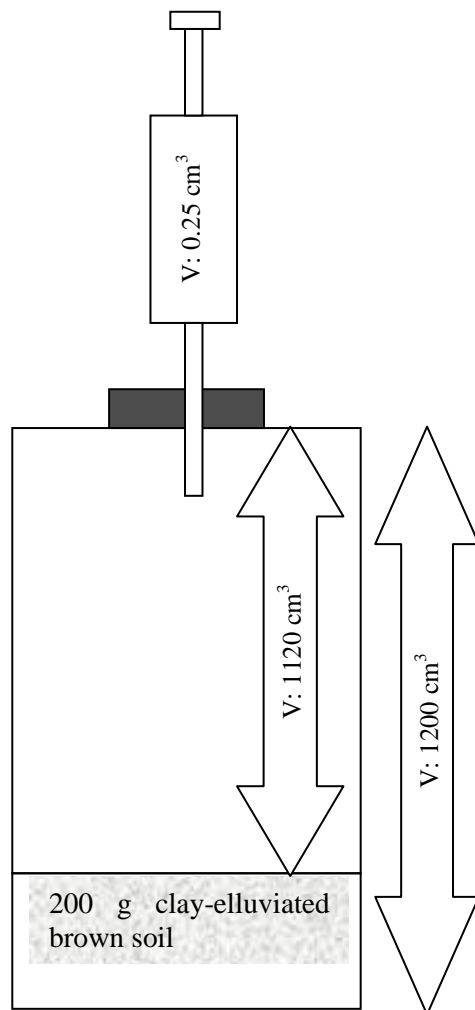 V: 0.25 cm³
V: 1120 cm³
V: 1200 cm³
200 g clay-elluviated
brown soil